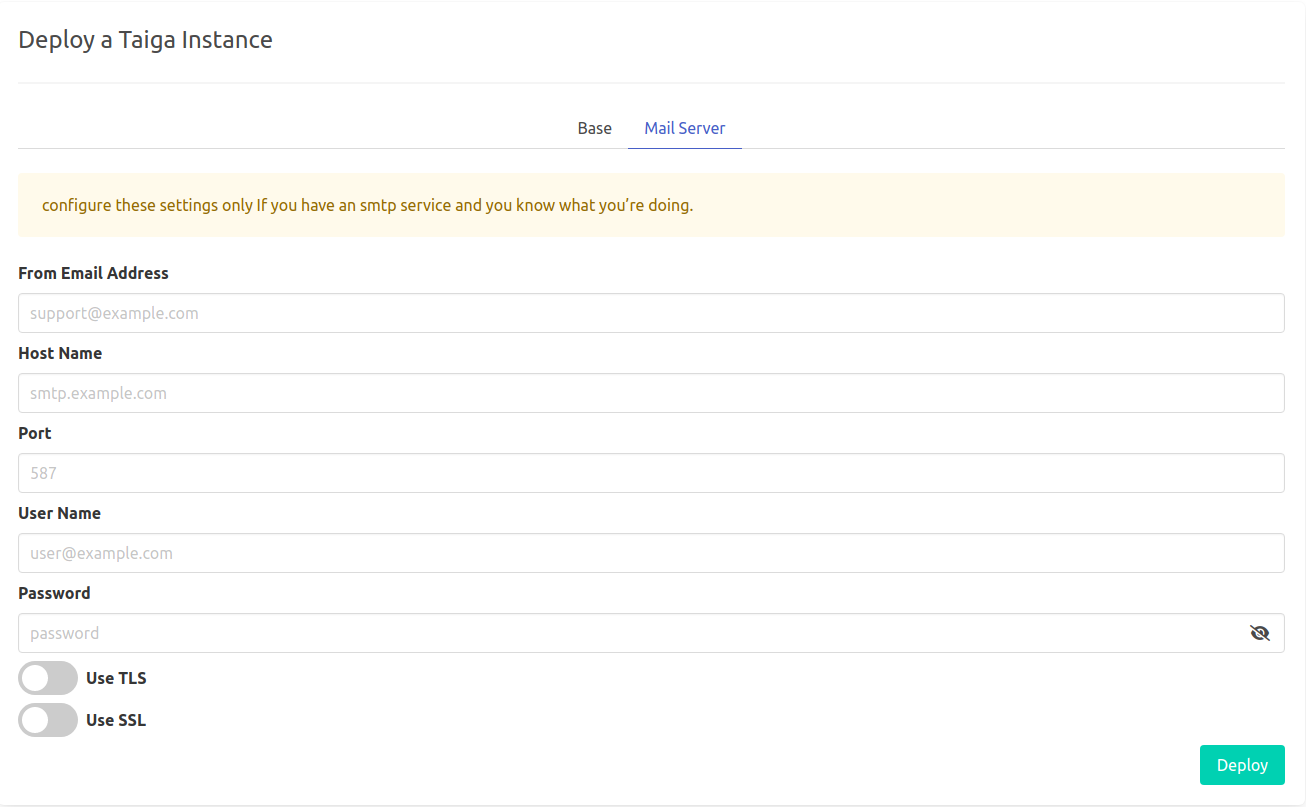 Deploy a Taiga Instance
Base
Mail Server
configure these settings only If you have an smtp service and you know what you’re doing.
From Email Address
support@example.com
Host Name
smtp.example.com
Port
587
User Name
user@example.com
Password
password
Use TLS
Use SSL
Deploy